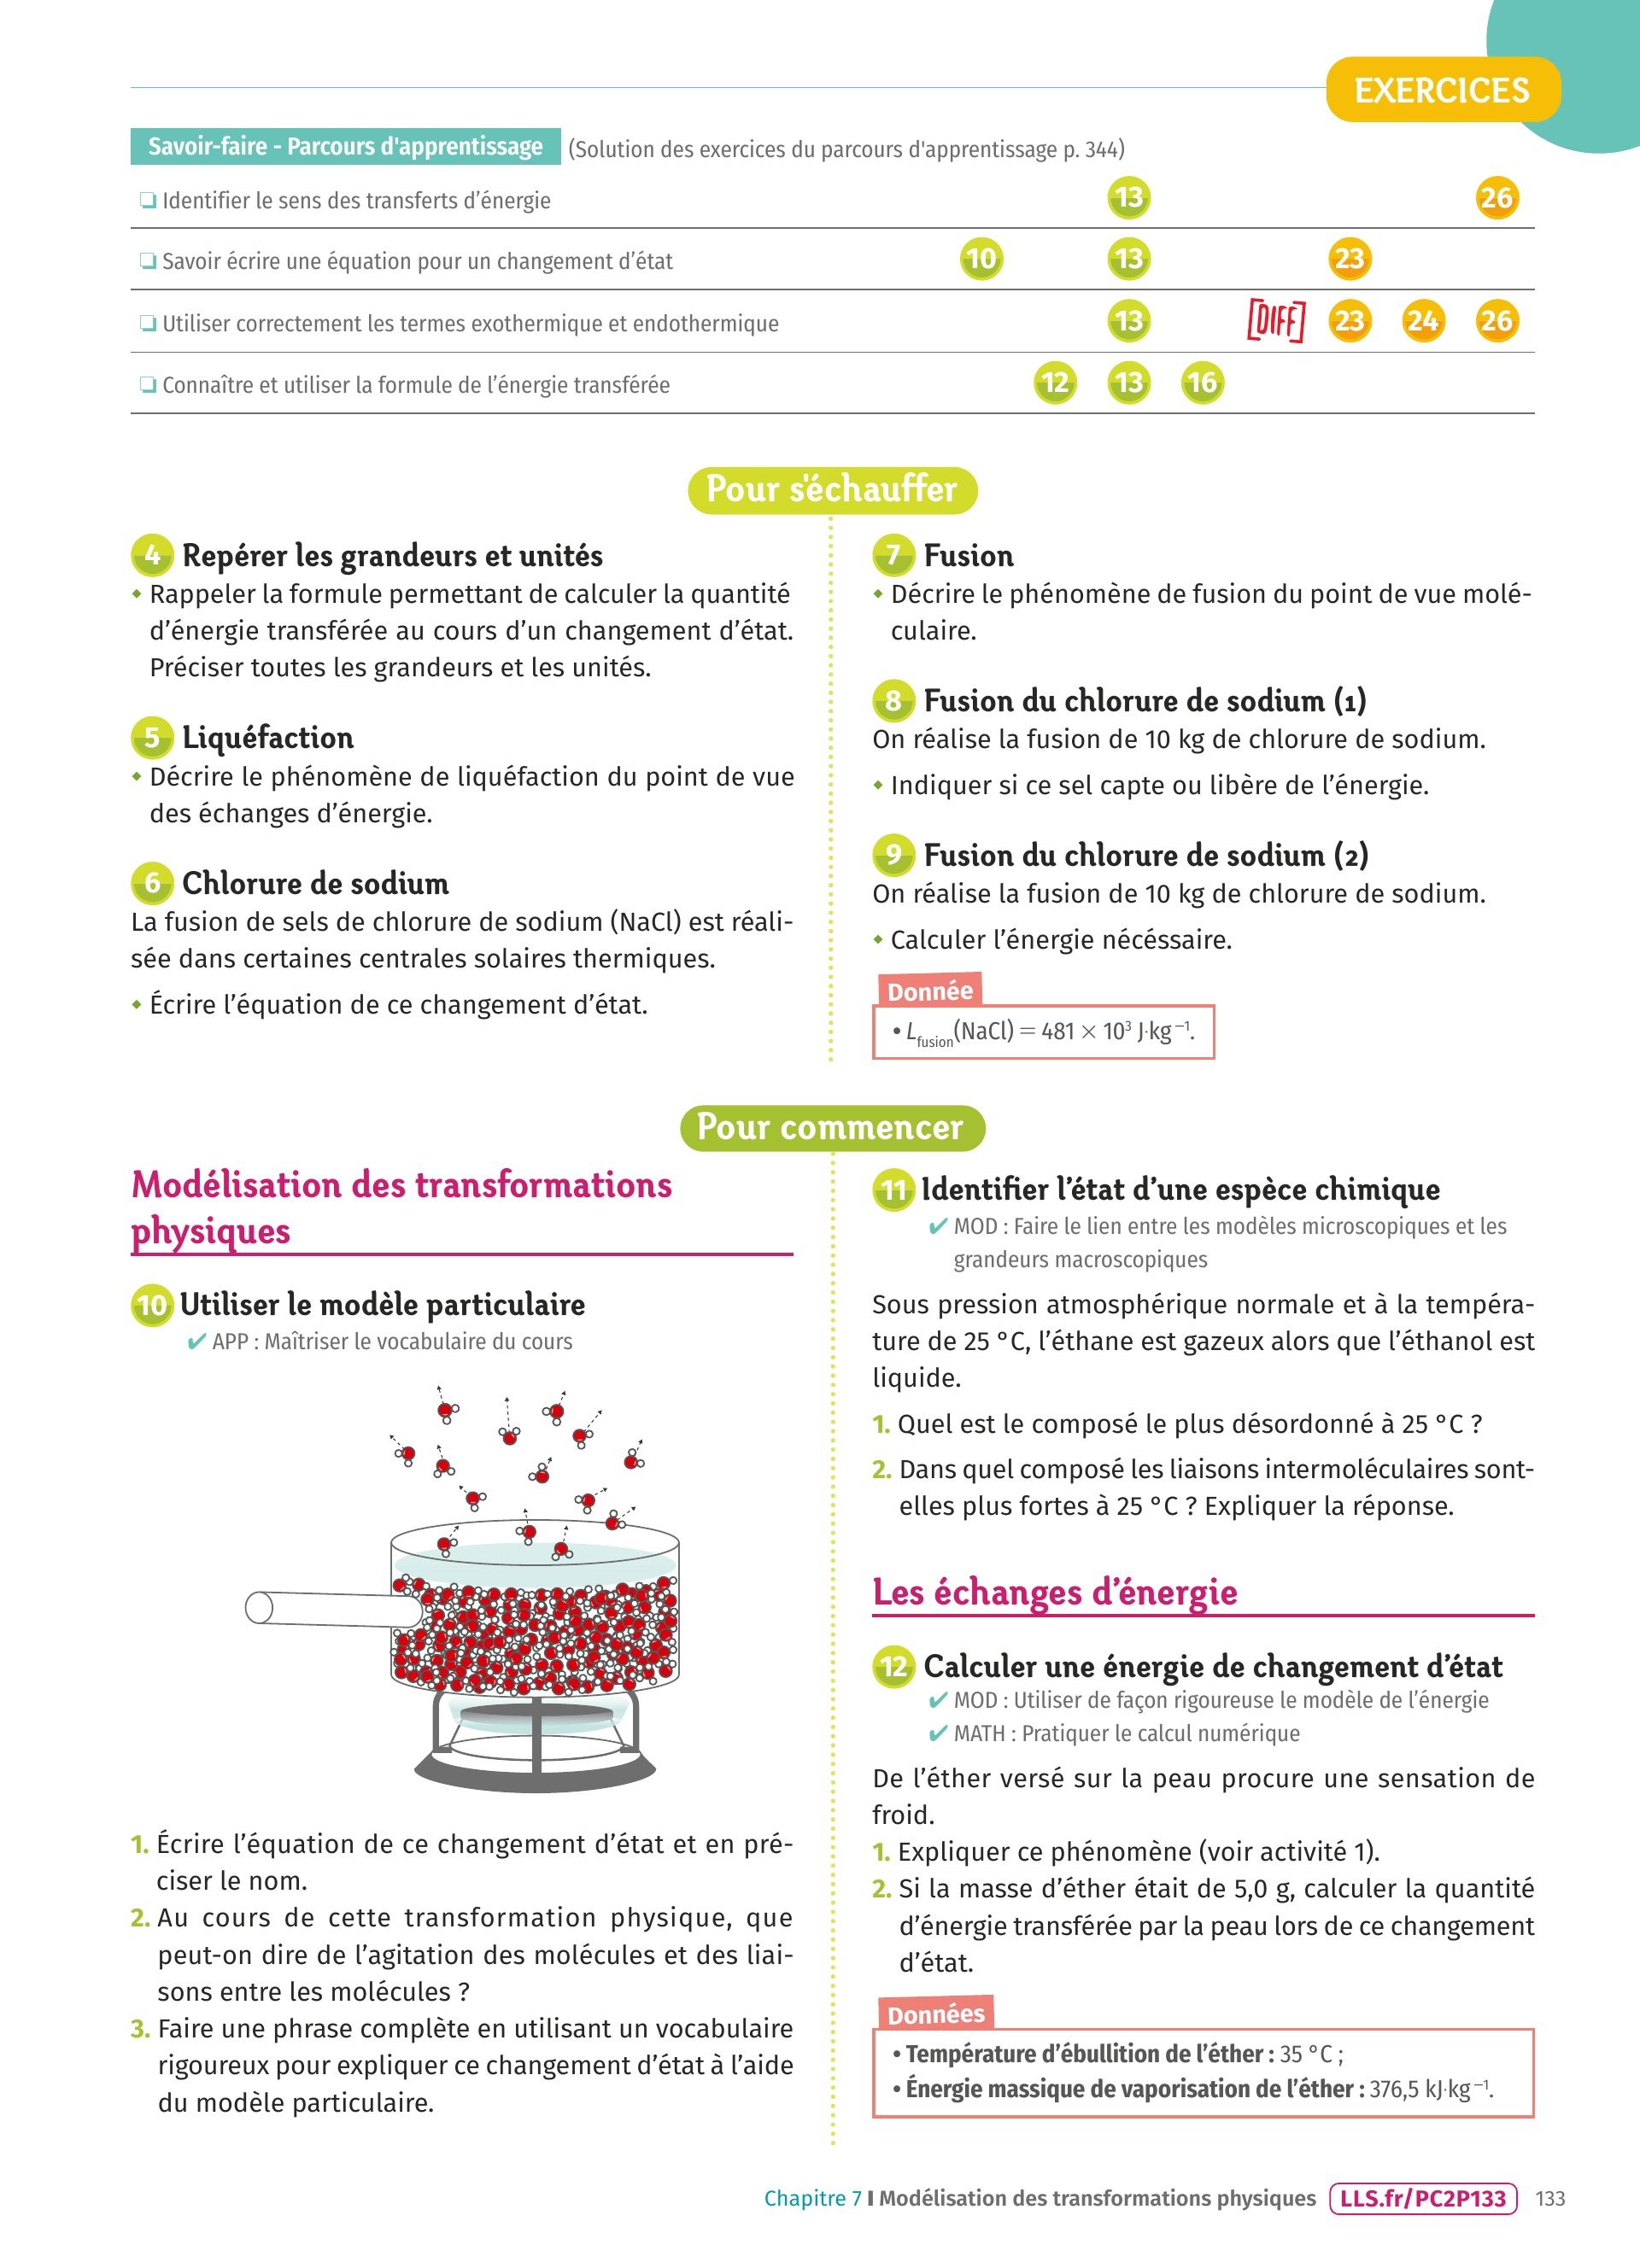 EXERCICES
Savoir-faire - Parcours d'apprentissage (Solution des exercices du parcours d'apprentissage p. 344)
❏ Identifier le sens des transferts d’énergie 13 26
❏ Savoir écrire une équation pour un changement d’état 10 13 23
❏ Utiliser correctement les termes exothermique et endothermique 13 [DIFF] 23 24 26
❏ Connaître et utiliser la formule de l’énergie transférée 12 13 16
Pour s'échauffer
4 Repérer les grandeurs et unités
• Rappeler la formule permettant de calculer la quantité
d’énergie transférée au cours d’un changement d’état.
Préciser toutes les grandeurs et les unités.
5 Liquéfaction
• Décrire le phénomène de liquéfaction du point de vue
des échanges d’énergie.
6 Chlorure de sodium
La fusion de sels de chlorure de sodium (NaCl) est réali-
sée dans certaines centrales solaires thermiques.
• Écrire l’équation de ce changement d’état.
7 Fusion
• Décrire le phénomène de fusion du point de vue molé-
culaire.
8 Fusion du chlorure de sodium (1)
On réalise la fusion de 10 kg de chlorure de sodium.
• Indiquer si ce sel capte ou libère de l’énergie.
9 Fusion du chlorure de sodium (2)
On réalise la fusion de 10 kg de chlorure de sodium.
• Calculer l’énergie nécéssaire.
Donnée
• L_fusion(NaCl) = 481 × 10³ J·kg⁻¹.
Pour commencer
Modélisation des transformations
physiques
10 Utiliser le modèle particulaire
✔ APP : Maîtriser le vocabulaire du cours
1. Écrire l’équation de ce changement d’état et en pré-
ciser le nom.
2. Au cours de cette transformation physique, que
peut-on dire de l’agitation des molécules et des liai-
sons entre les molécules ?
3. Faire une phrase complète en utilisant un vocabulaire
rigoureux pour expliquer ce changement d’état à l’aide
du modèle particulaire.
11 Identifier l’état d’une espèce chimique
✔ MOD : Faire le lien entre les modèles microscopiques et les
grandeurs macroscopiques
Sous pression atmosphérique normale et à la tempéra-
ture de 25 °C, l’éthane est gazeux alors que l’éthanol est
liquide.
1. Quel est le composé le plus désordonné à 25 °C ?
2. Dans quel composé les liaisons intermoléculaires sont-
elles plus fortes à 25 °C ? Expliquer la réponse.
Les échanges d’énergie
12 Calculer une énergie de changement d’état
✔ MOD : Utiliser de façon rigoureuse le modèle de l’énergie
✔ MATH : Pratiquer le calcul numérique
De l’éther versé sur la peau procure une sensation de
froid.
1. Expliquer ce phénomène (voir activité 1).
2. Si la masse d’éther était de 5,0 g, calculer la quantité
d’énergie transférée par la peau lors de ce changement
d’état.
Données
• Température d’ébullition de l’éther : 35 °C ;
• Énergie massique de vaporisation de l’éther : 376,5 kJ·kg⁻¹.
Chapitre 7 I Modélisation des transformations physiques LLS.fr/PC2P133 133